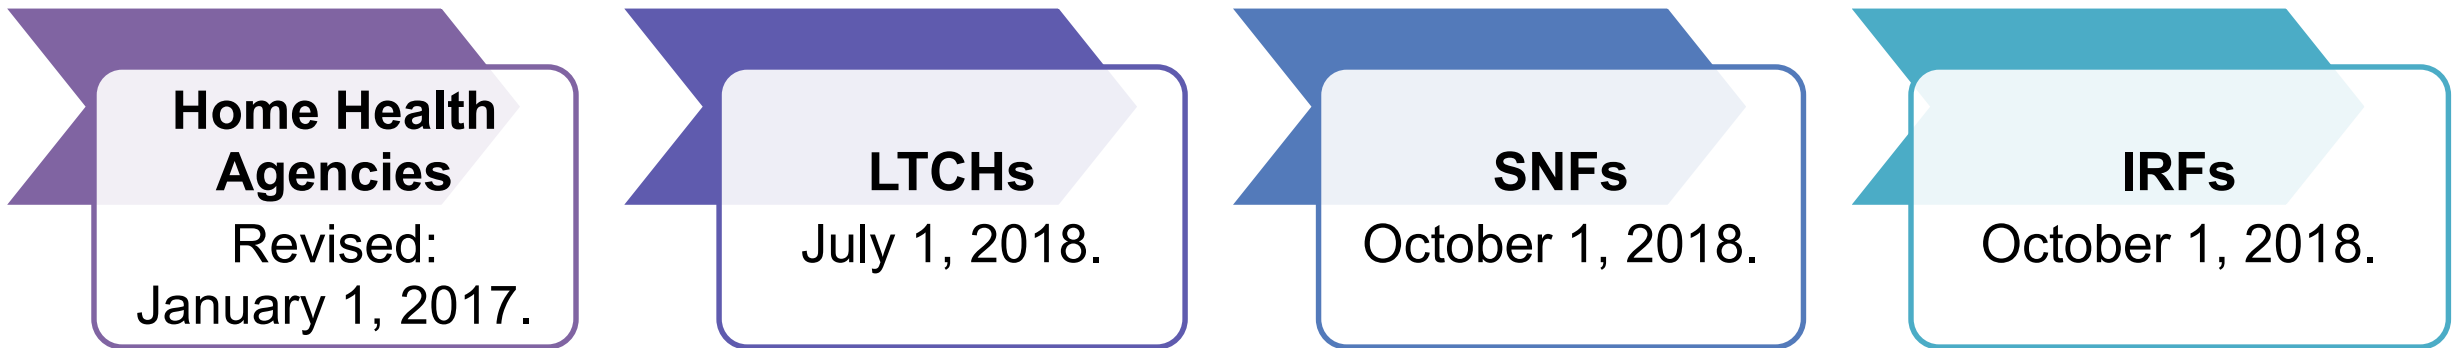 Home Health
Agencies
Revised:
January 1, 2017.
LTCHs
July 1, 2018.
SNFs
October 1, 2018.
IRFs
October 1, 2018.